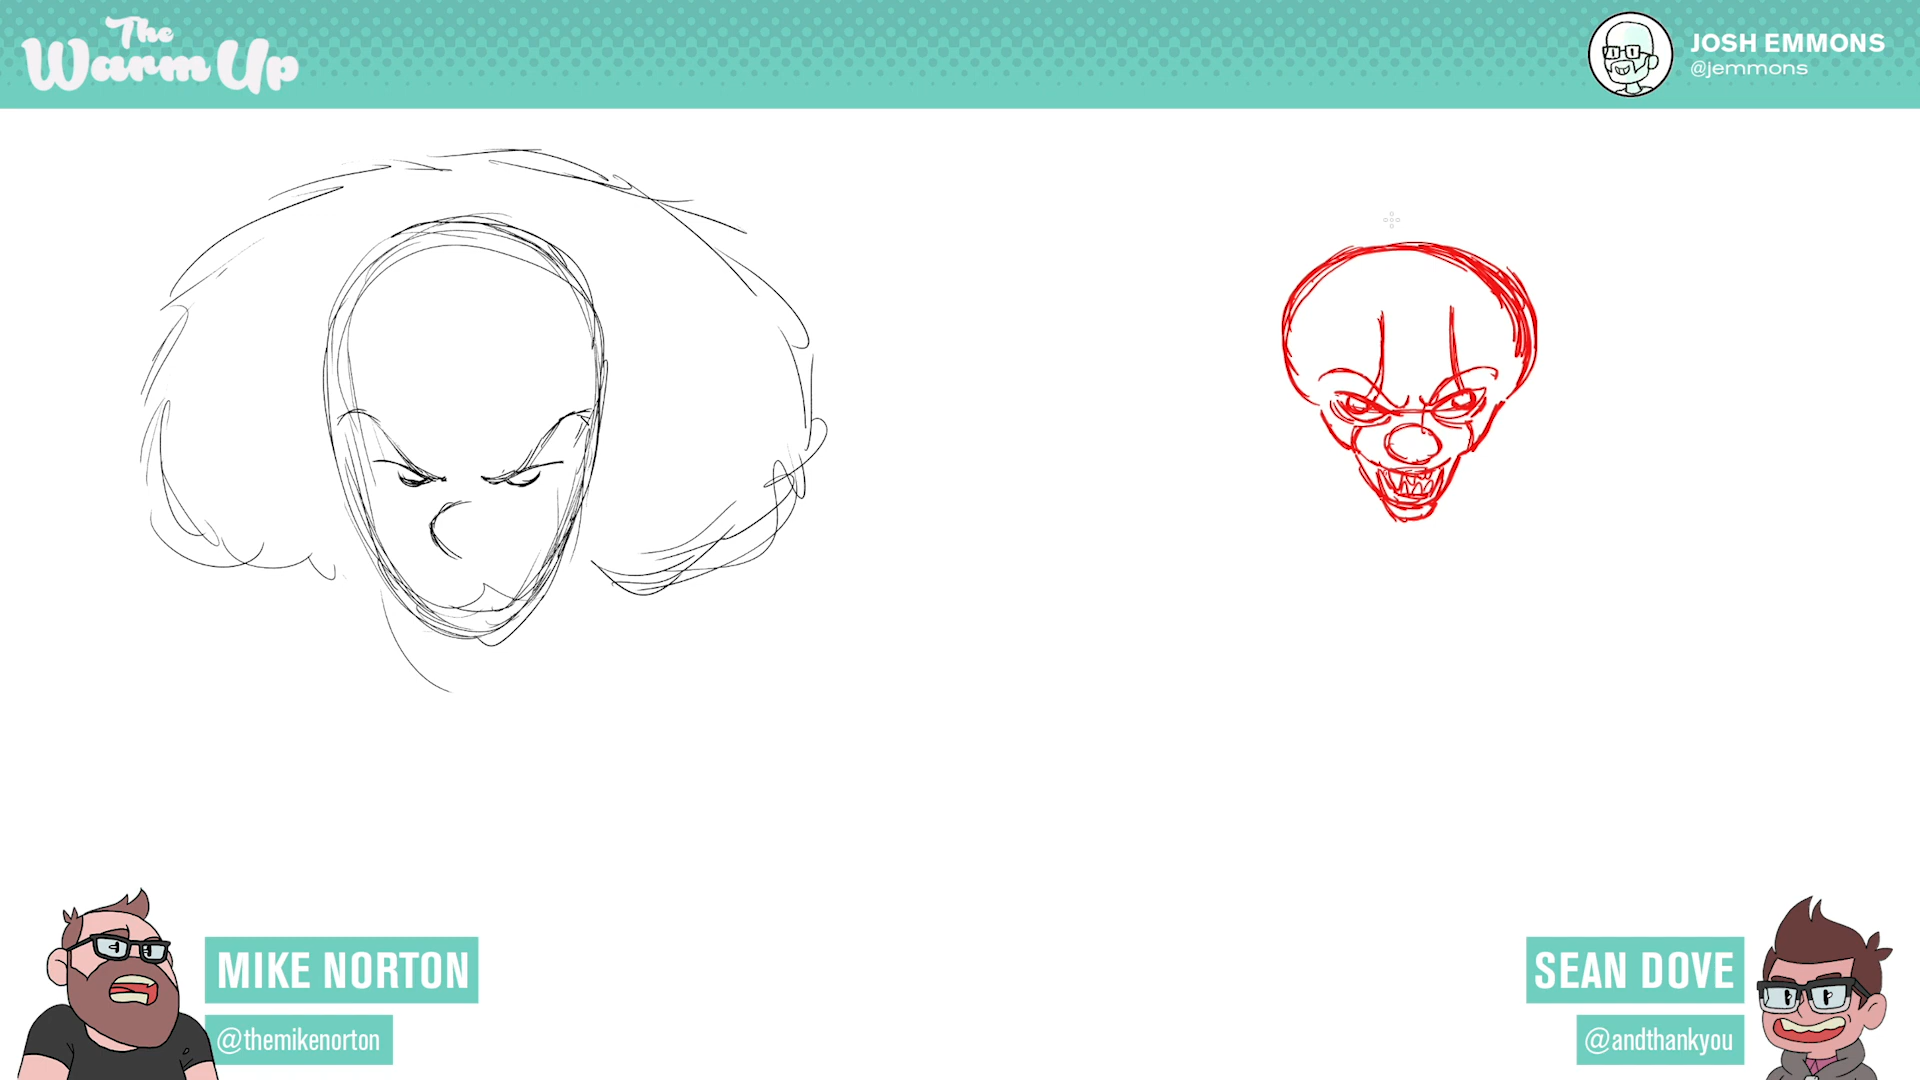 The
Warm Up
JOSH EMMONS
@jemmons
MIKE NORTON
@themikenorton
SEAN DOVE
@andthankyou